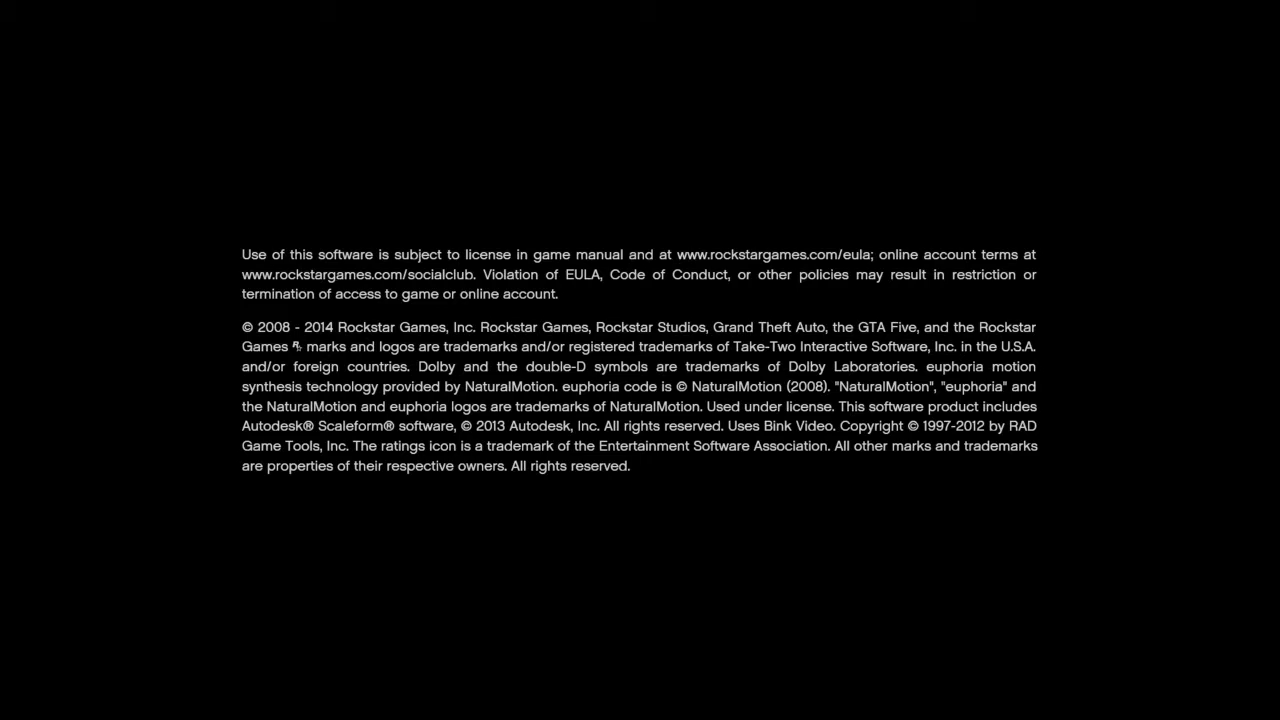 Use of this software is subject to license in game manual and at www.rockstargames.com/eula; online account terms at
www.rockstargames.com/socialclub. Violation of EULA, Code of Conduct, or other policies may result in restriction or
termination of access to game or online account.
© 2008 - 2014 Rockstar Games, Inc. Rockstar Games, Rockstar Studios, Grand Theft Auto, the GTA Five, and the Rockstar
Games R* marks and logos are trademarks and/or registered trademarks of Take-Two Interactive Software, Inc. in the U.S.A.
and/or foreign countries. Dolby and the double-D symbols are trademarks of Dolby Laboratories. euphoria motion
synthesis technology provided by NaturalMotion. euphoria code is © NaturalMotion (2008). "NaturalMotion", "euphoria" and
the NaturalMotion and euphoria logos are trademarks of NaturalMotion. Used under license. This software product includes
Autodesk® Scaleform® software, © 2013 Autodesk, Inc. All rights reserved. Uses Bink Video. Copyright © 1997-2012 by RAD
Game Tools, Inc. The ratings icon is a trademark of the Entertainment Software Association. All other marks and trademarks
are properties of their respective owners. All rights reserved.